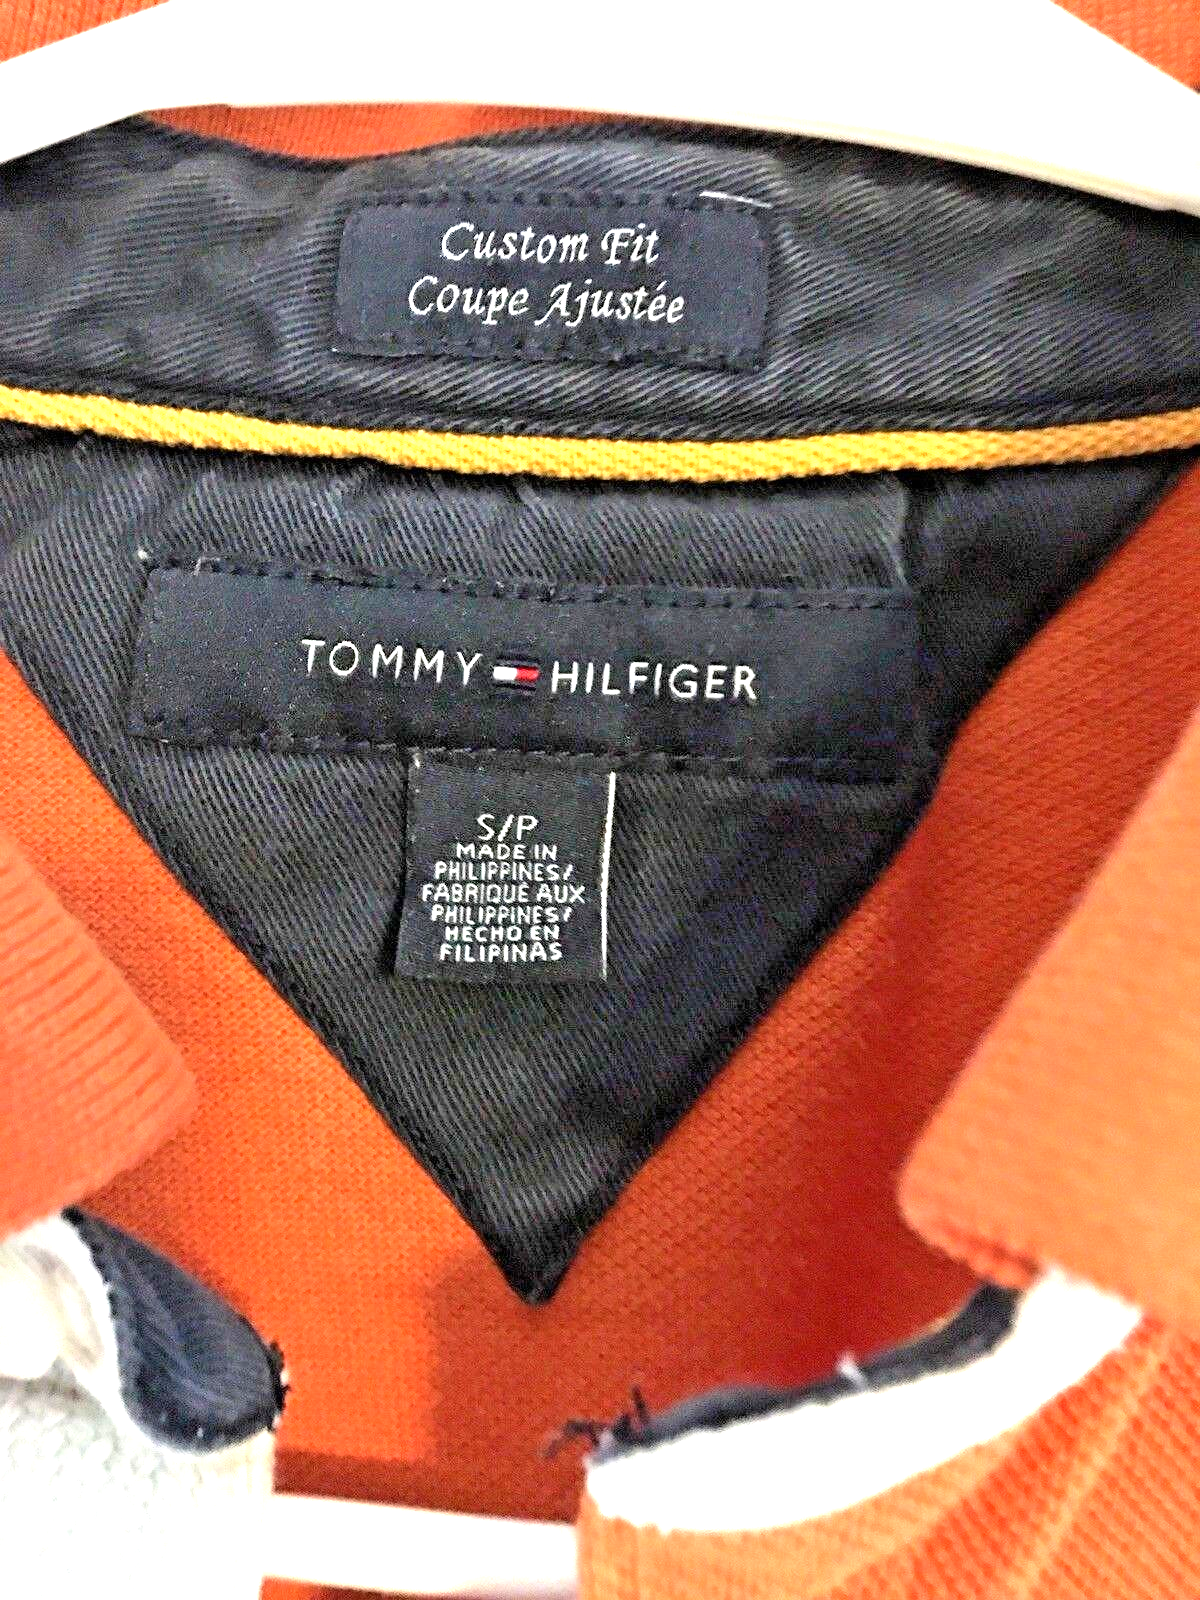 Custom Fit
Coupe Ajustée
TOMMY HILFIGER
S/P
MADE IN
PHILIPPINES/
FABRIQUÉ AUX
PHILIPPINES/
HECHO EN
FILIPINAS